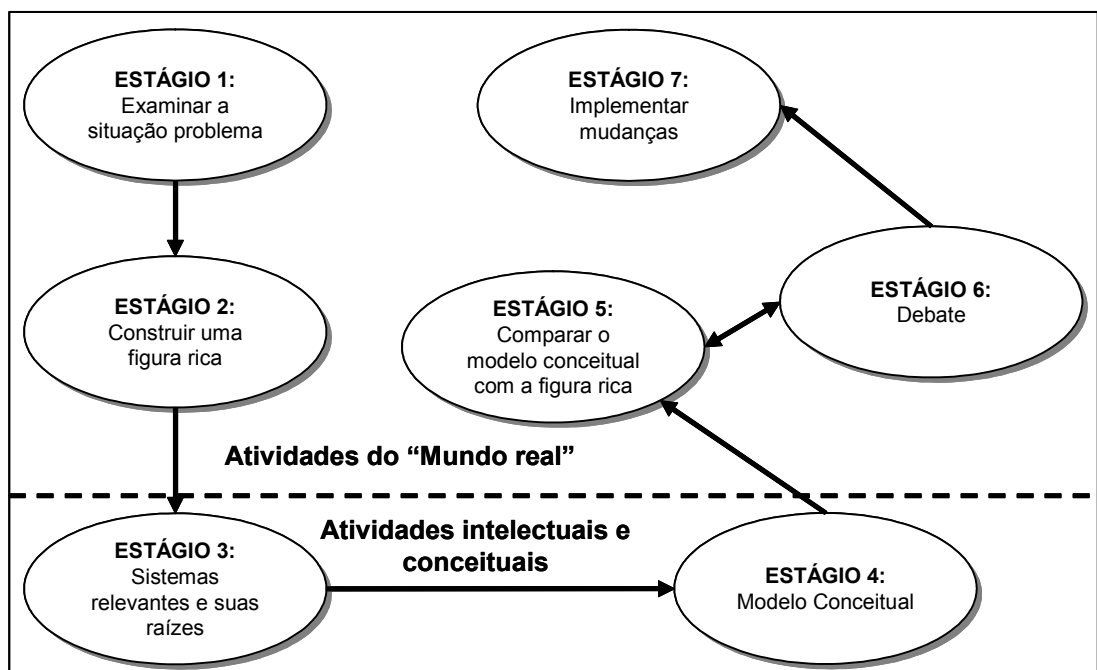 ESTÁGIO 1:
Examinar a
situação problema
ESTÁGIO 7:
Implementar
mudanças
ESTÁGIO 2:
Construir uma
figura rica
ESTÁGIO 5:
Comparar o
modelo conceitual
com a figura rica
ESTÁGIO 6:
Debate
Atividades do “Mundo real”
Atividades intelectuais e
conceituais
ESTÁGIO 3:
Sistemas
relevantes e suas
raízes
ESTÁGIO 4:
Modelo Conceitual